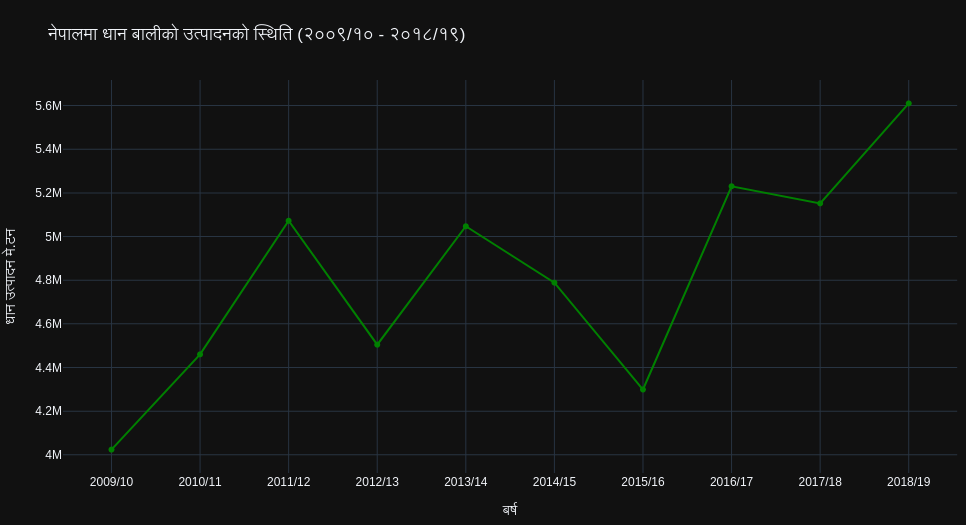 नेपालमा धान बालीको उत्पादनको स्थिति (२००९/१० - २०१८/१९)
धान उत्पादन मे.टन
5.6M
5.4M
5.2M
5M
4.8M
4.6M
4.4M
4.2M
4M
2009/10 2010/11 2011/12 2012/13 2013/14 2014/15 2015/16 2016/17 2017/18 2018/19
बर्ष